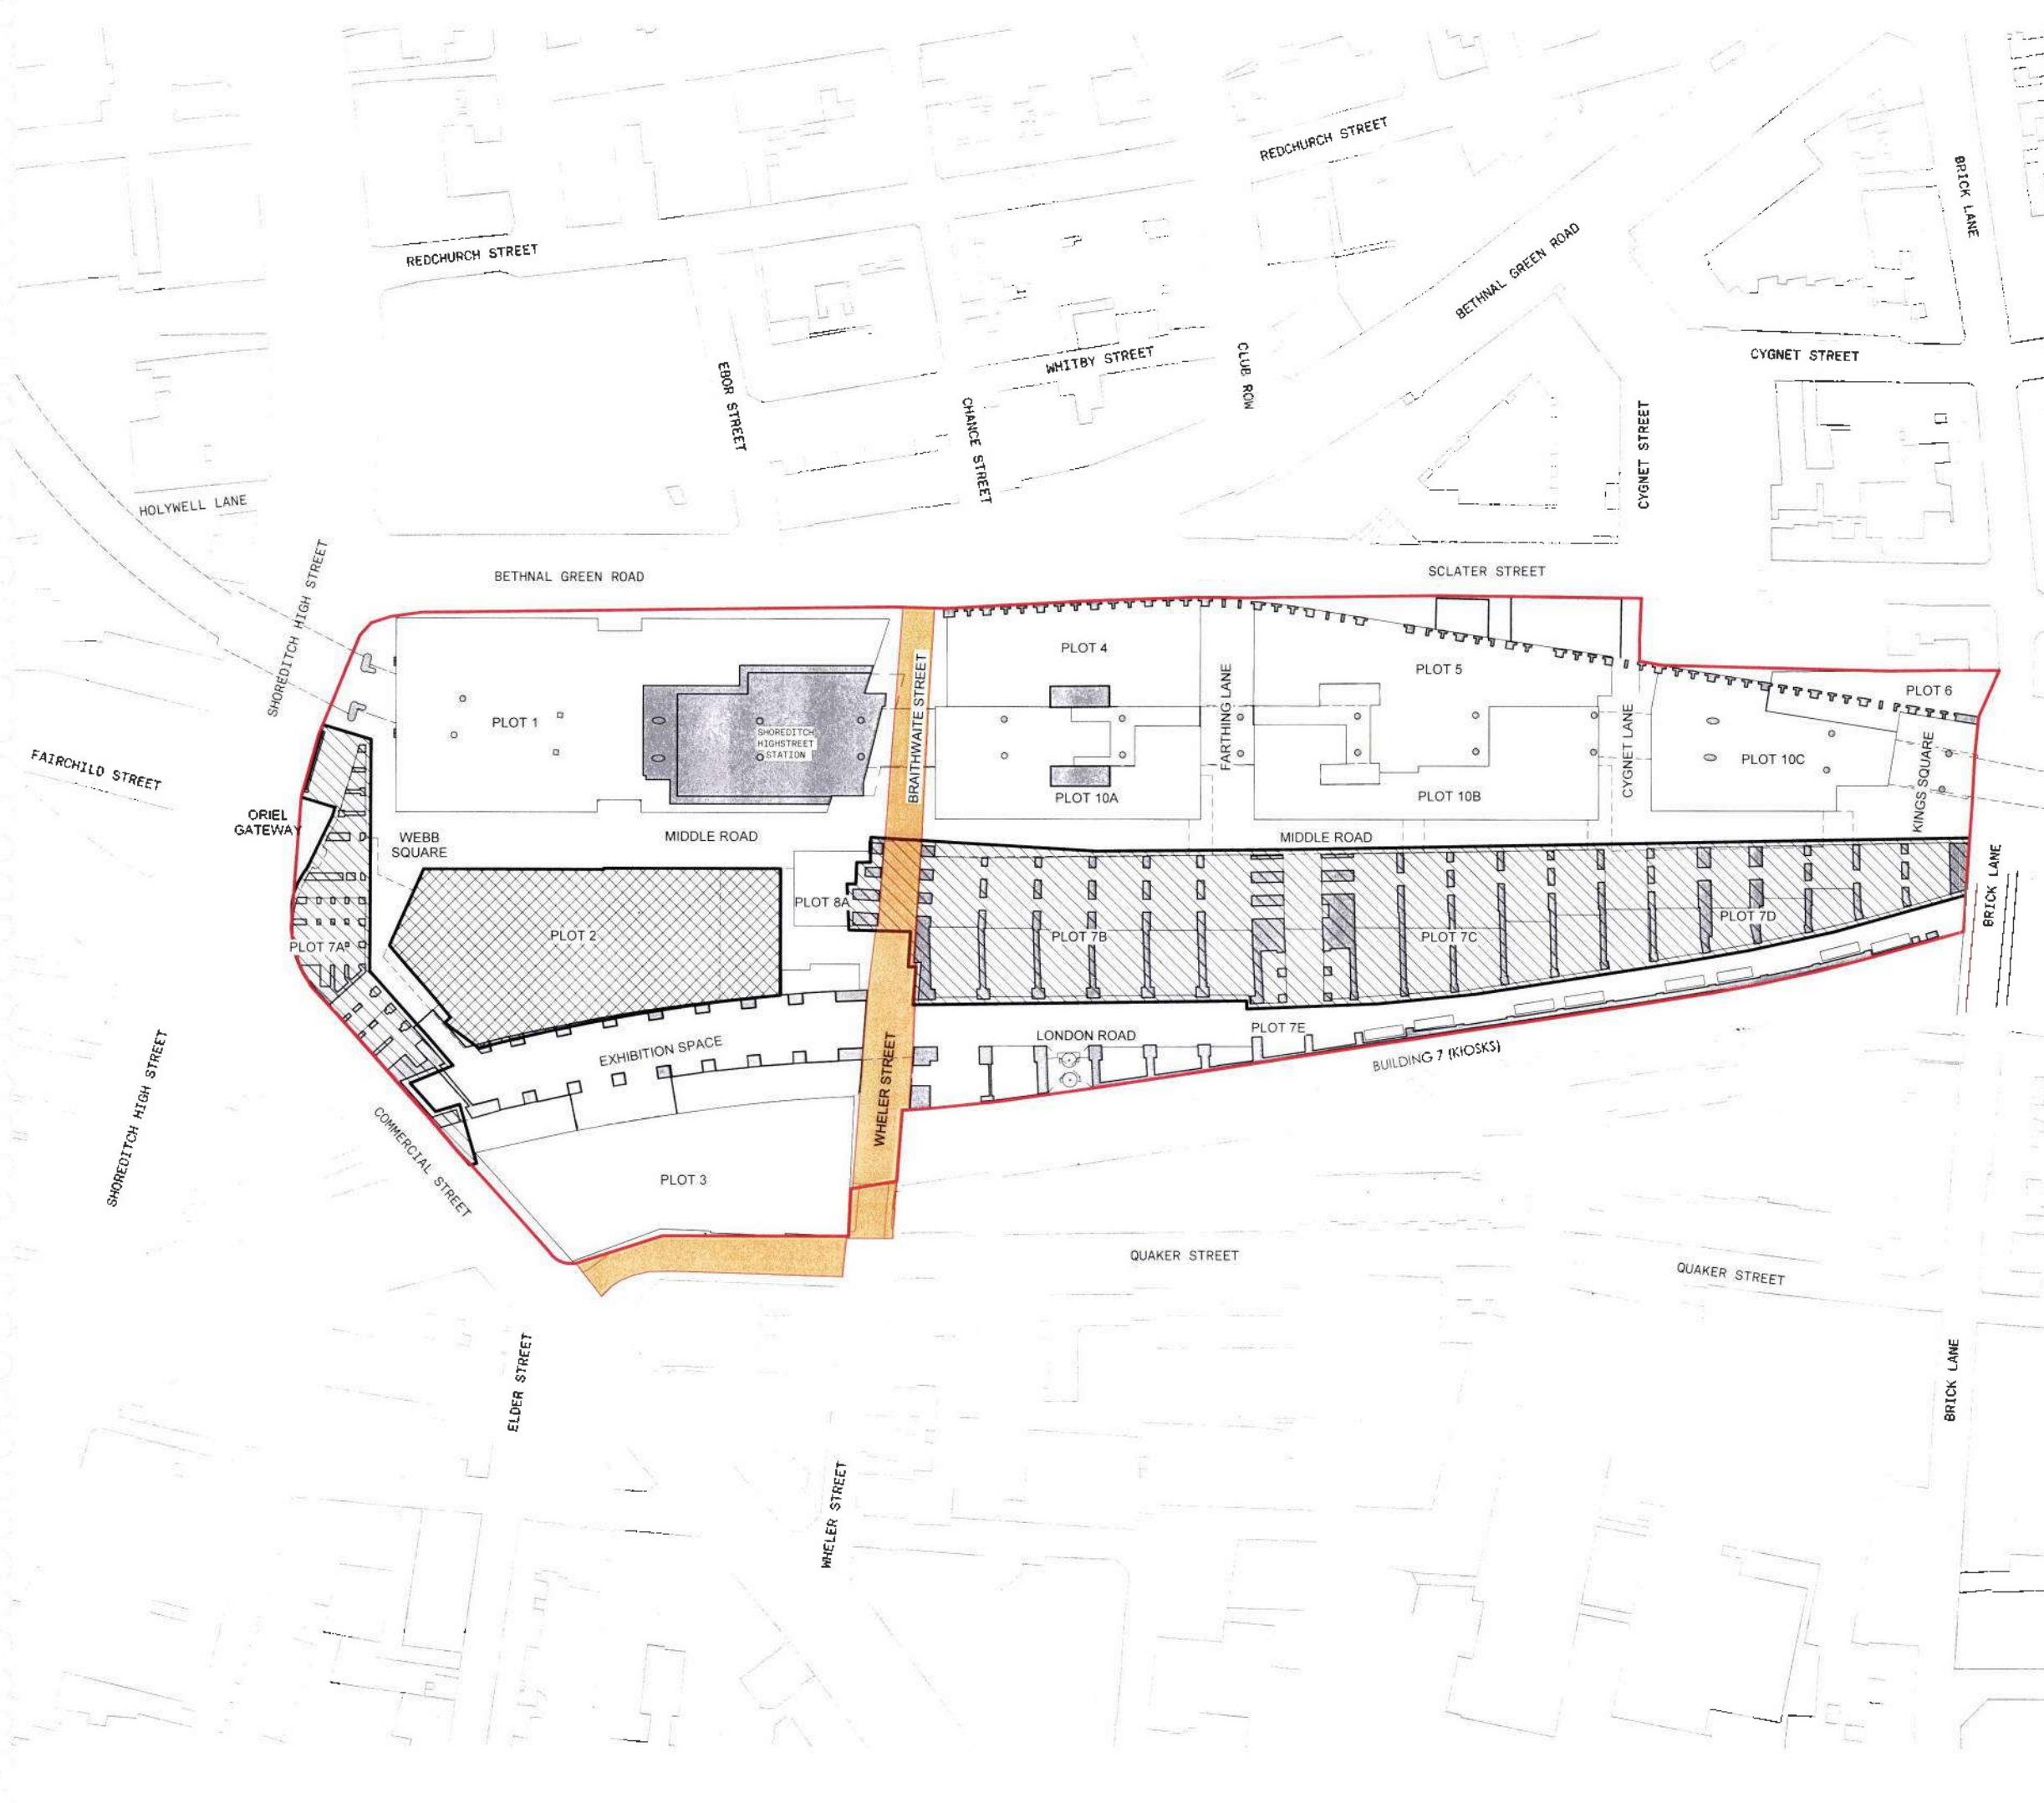 REDCHURCH STREET
BRICK LANE
REDCHURCH STREET
BETHNAL GREEN ROAD
WHITBY STREET
CLUB ROW
CYGNET STREET
EBOR STREET
CHANCE STREET
CYGNET STREET
HOLYWELL LANE
SHOREDITCH HIGH STREET
BETHNAL GREEN ROAD
SCLATER STREET
PLOT 4
PLOT 5
PLOT 6
BRAITHWAITE STREET
FARTHING LANE
CYGNET LANE
KINGS SQUARE
PLOT 1
SHOREDITCH
HIGHSTREET
STATION
FAIRCHILD STREET
PLOT 10C
PLOT 10A
PLOT 10B
ORIEL
GATEWAY
WEBB
SQUARE
MIDDLE ROAD
MIDDLE ROAD
BRICK LANE
PLOT 8A
PLOT 7A
PLOT 2
PLOT 7B
PLOT 7C
PLOT 7D
EXHIBITION SPACE
LONDON ROAD
PLOT 7E
BUILDING 7 (KIOSKS)
WHELER STREET
SHOREDITCH HIGH STREET
COMMERCIAL STREET
PLOT 3
QUAKER STREET
QUAKER STREET
ELDER STREET
BRICK LANE
WHELER STREET